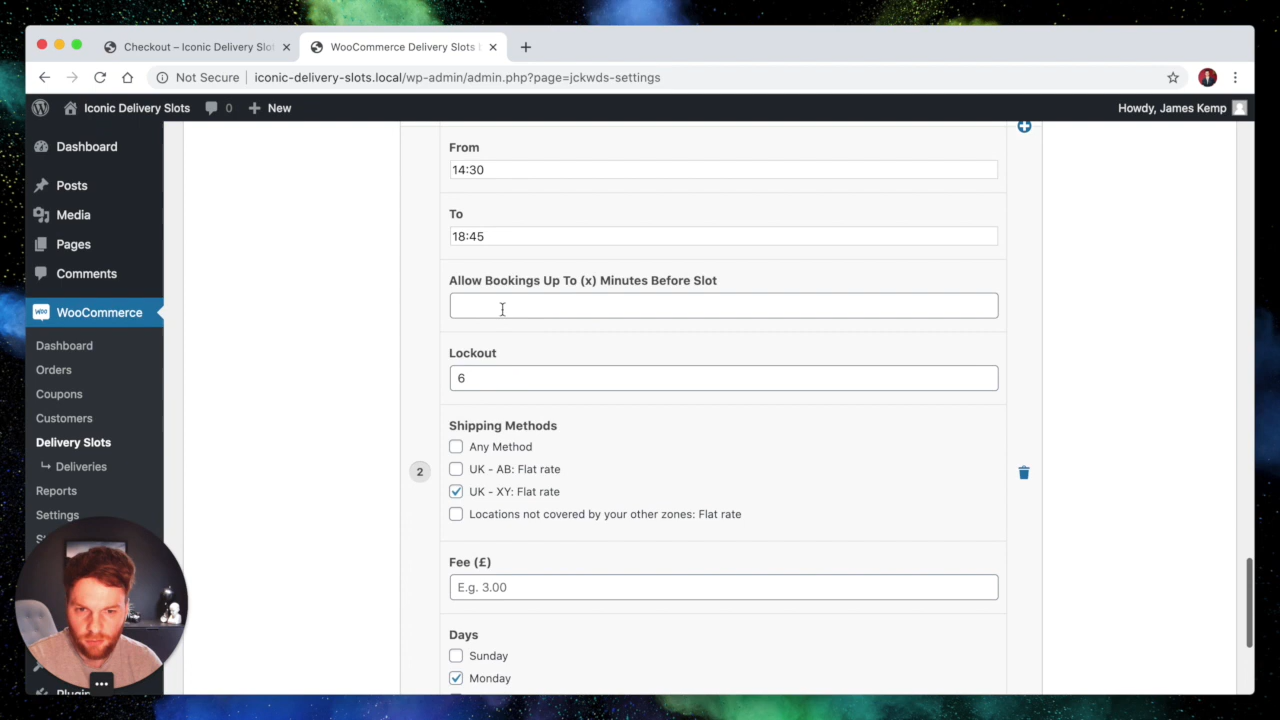 Checkout – Iconic Delivery Slot
WooCommerce Delivery Slots
Not Secure
iconic-delivery-slots.local/wp-admin/admin.php?page=jckwds-settings
Iconic Delivery Slots
0
New
Howdy, James Kemp
Dashboard
Posts
Media
Pages
Comments
WooCommerce
Dashboard
Orders
Coupons
Customers
Delivery Slots
Deliveries
Reports
Settings
From
14:30
To
18:45
Allow Bookings Up To (x) Minutes Before Slot
Lockout
6
Shipping Methods
Any Method
UK - AB: Flat rate
2
UK - XY: Flat rate
Locations not covered by your other zones: Flat rate
Fee (£)
E.g. 3.00
Days
Sunday
Monday